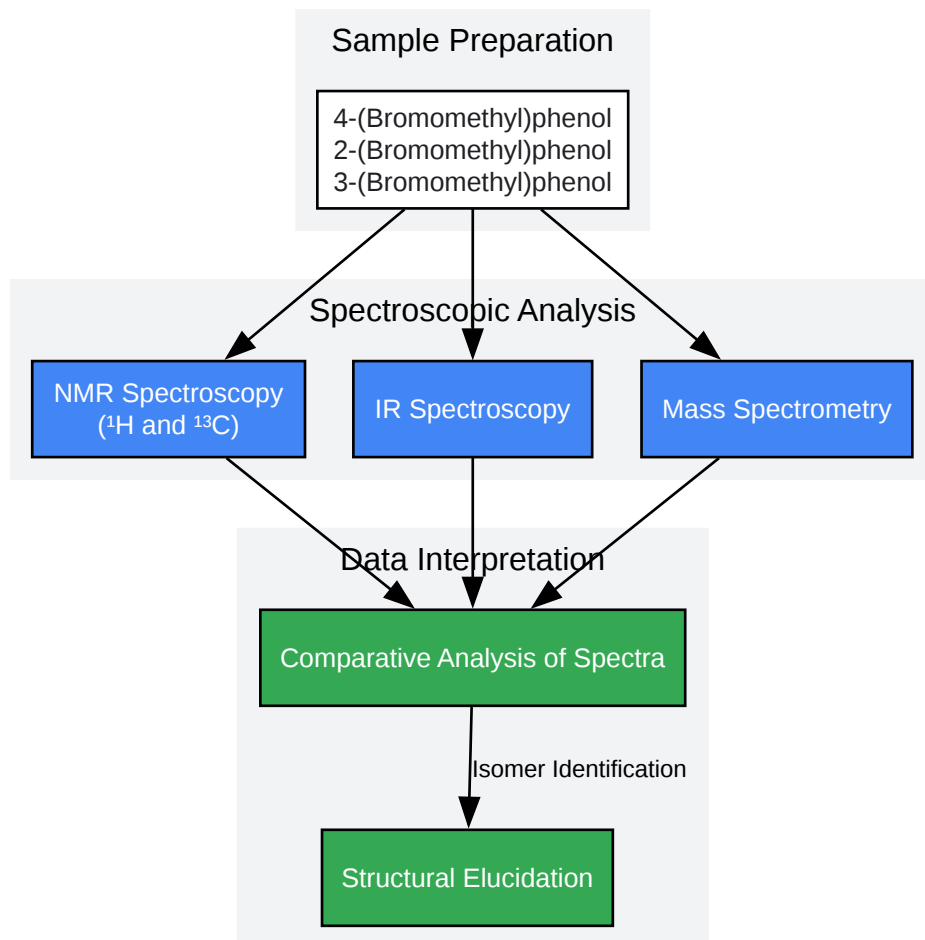 Sample Preparation
4-(Bromomethyl)phenol
2-(Bromomethyl)phenol
3-(Bromomethyl)phenol
Spectroscopic Analysis
NMR Spectroscopy
(¹H and ¹³C)
IR Spectroscopy
Mass Spectrometry
Data Interpretation
Comparative Analysis of Spectra
Isomer Identification
Structural Elucidation